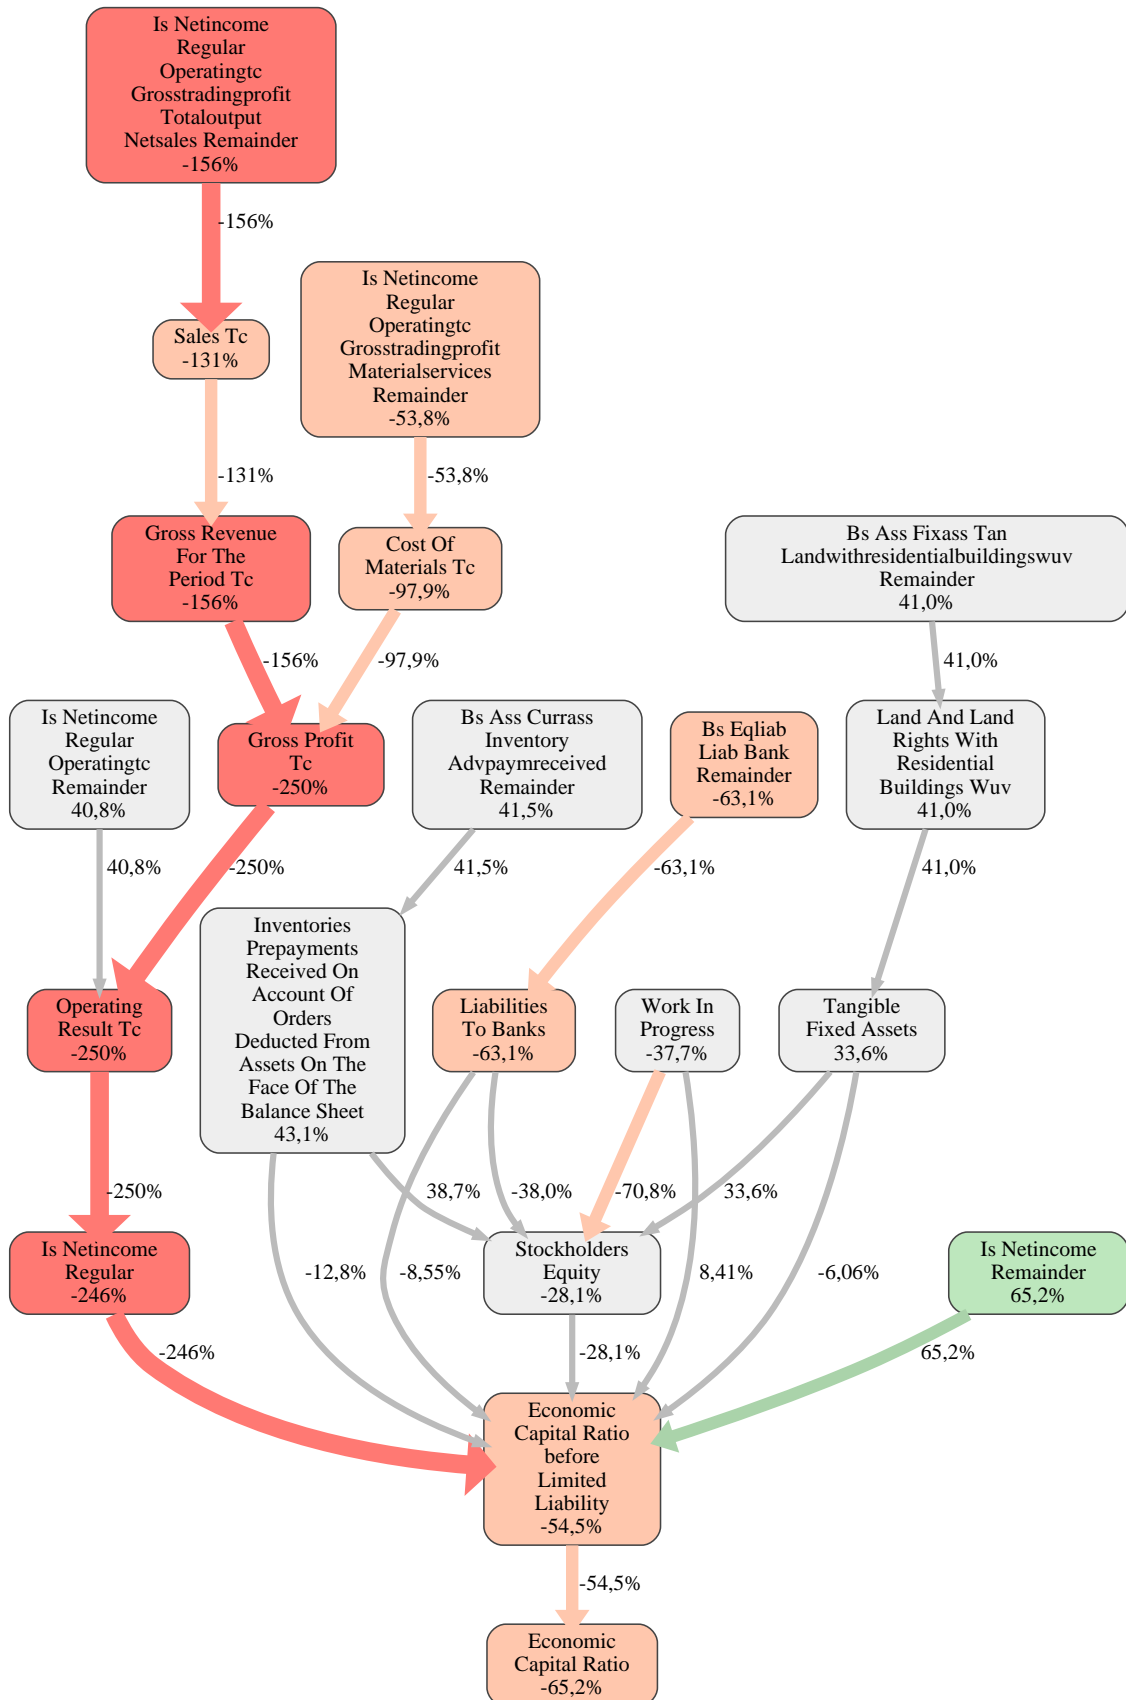 Is Netincome
Regular
Operatingtc
Grosstradingprofit
Totaloutput
Netsales Remainder
-156%
-156%
Is Netincome
Regular
Operatingtc
Grosstradingprofit
Materialservices
Remainder
-53,8%
Sales Tc
-131%
-131%
-53,8%
Gross Revenue
For The
Period Tc
-156%
Cost Of
Materials Tc
-97,9%
Bs Ass Fixass Tan
Landwithresidentialbuildingswuv
Remainder
41,0%
-156%
-97,9%
41,0%
Is Netincome
Regular
Operatingtc
Remainder
40,8%
Gross Profit
Tc
-250%
Bs Ass Currass
Inventory
Advpaymreceived
Remainder
41,5%
Bs Eqliab
Liab Bank
Remainder
-63,1%
Land And Land
Rights With
Residential
Buildings Wuv
41,0%
40,8%
-250%
41,5%
-63,1%
41,0%
Inventories
Prepayments
Received On
Account Of
Orders
Deducted From
Assets On The
Face Of The
Balance Sheet
43,1%
Operating
Result Tc
-250%
Liabilities
To Banks
-63,1%
Work In
Progress
-37,7%
Tangible
Fixed Assets
33,6%
-250%
38,7%
-38,0%
-70,8%
33,6%
Is Netincome
Regular
-246%
-12,8%
-8,55%
Stockholders
Equity
-28,1%
8,41%
-6,06%
Is Netincome
Remainder
65,2%
-246%
-28,1%
65,2%
Economic
Capital Ratio
before
Limited
Liability
-54,5%
-54,5%
Economic
Capital Ratio
-65,2%